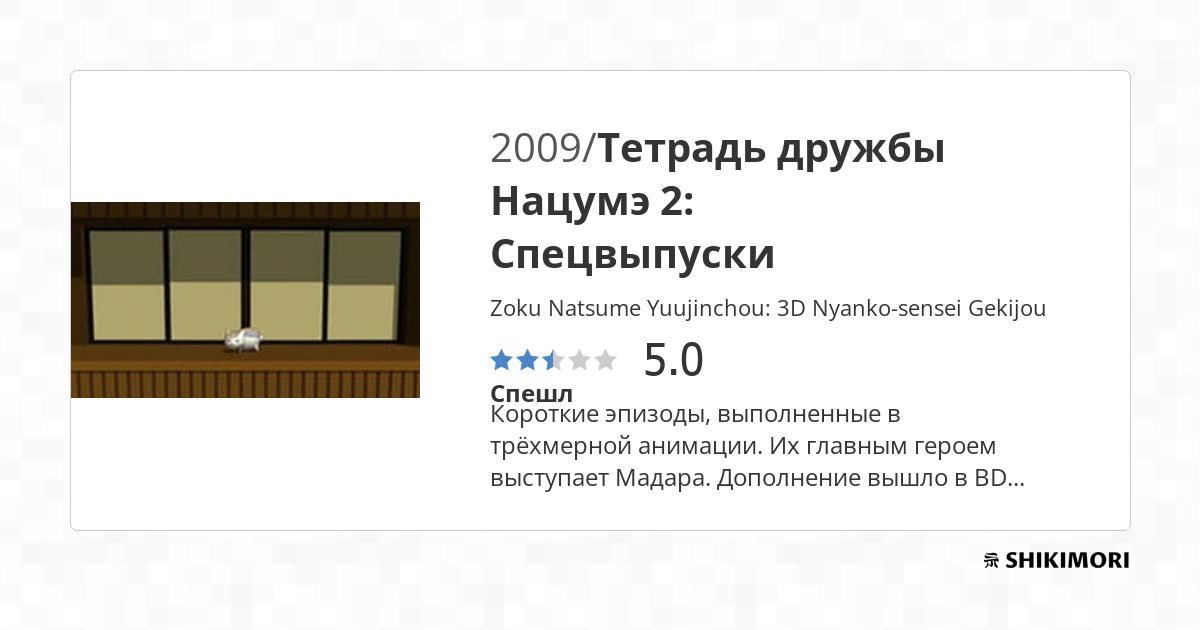 2009/Тетрадь дружбы
Нацумэ 2:
Спецвыпуски
Zoku Natsume Yuujinchou: 3D Nyanko-sensei Gekijou
5.0
Спешл
Короткие эпизоды, выполненные в
трёхмерной анимации. Их главным героем
выступает Мадара. Дополнение вышло в BD...
SHIKIMORI